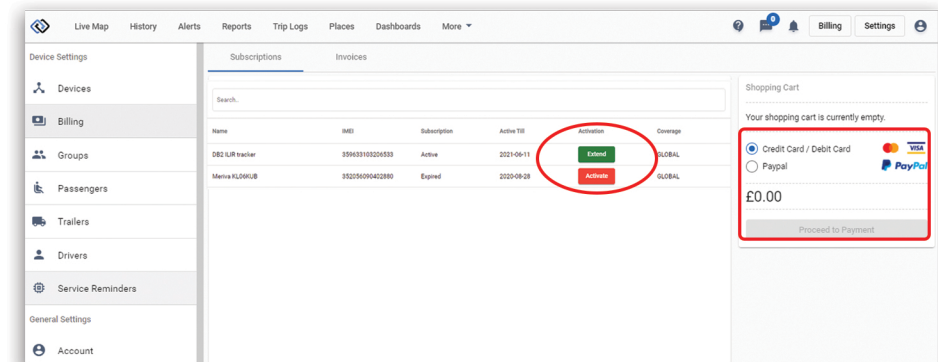 Live Map History Alerts Reports Trip Logs Places Dashboards More Billing Settings
Device Settings
Devices
Billing
Groups
Passengers
Trailers
Drivers
Service Reminders
General Settings
Account
Subscriptions Invoices
Search..
Name IMEI Subscription Active Till Activation Coverage
DB2 ILIR tracker 359633103206533 Active 2021-06-11 Extend GLOBAL
Meriva KL06KUB 352056090402880 Expired 2020-08-28 Activate GLOBAL
Shopping Cart
Your shopping cart is currently empty.
Credit Card / Debit Card VISA
Paypal PayPal
£0.00
Proceed to Payment